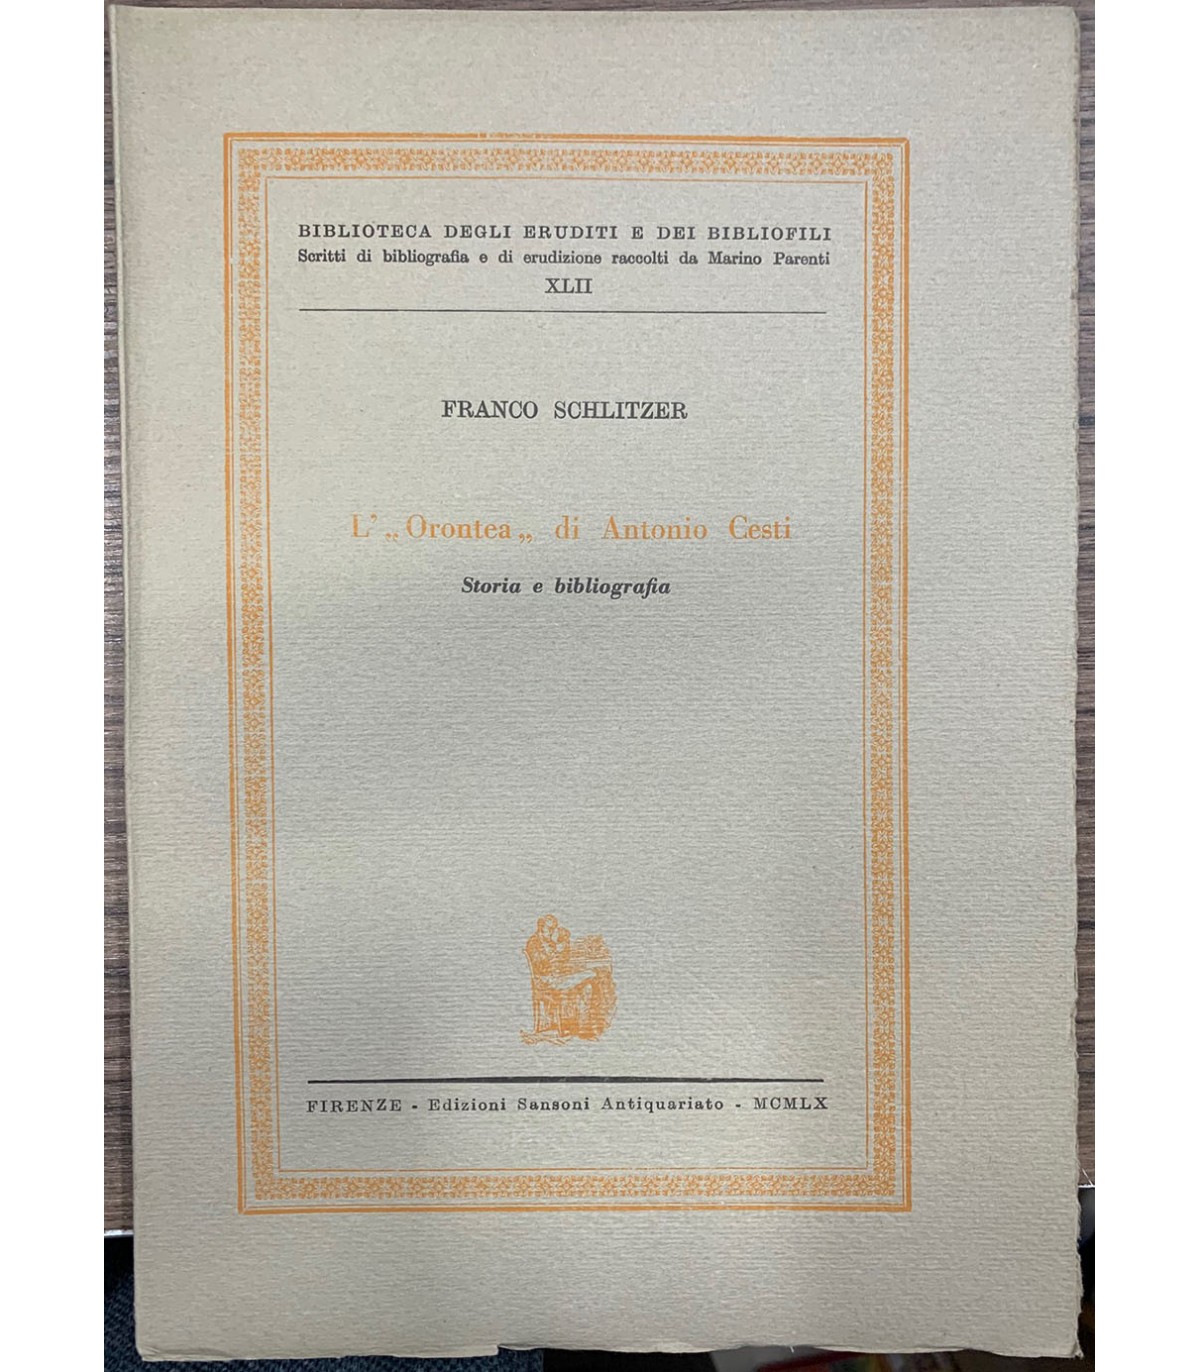 BIBLIOTECA DEGLI ERUDITI E DEI BIBLIOFILI
Scritti di bibliografia e di erudizione raccolti da Marino Parenti
XLII
FRANCO SCHLITZER
L' „Orontea„ di Antonio Cesti
Storia e bibliografia
FIRENZE - Edizioni Sansoni Antiquariato - MCMLX